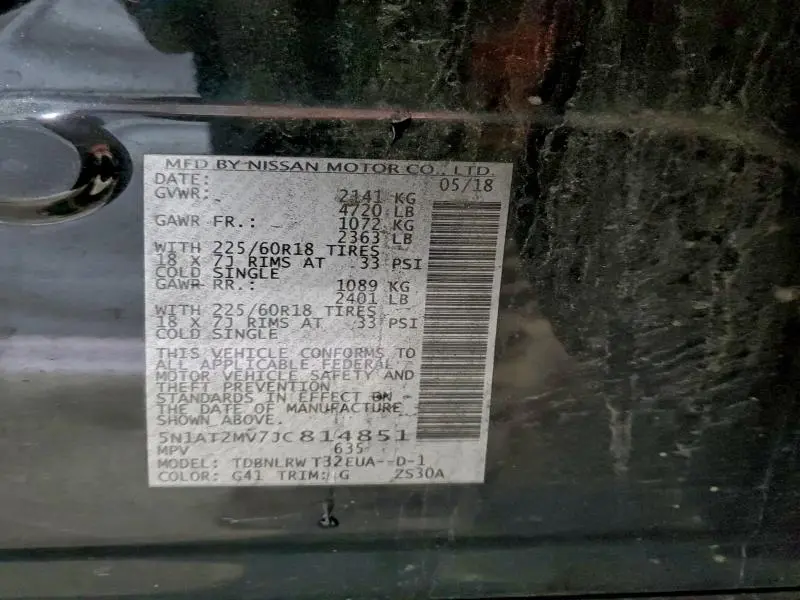 MFD BY NISSAN MOTOR CO., LTD.
DATE: 05/18
GVWR: 2141 KG
4720 LB
GAWR FR.: 1072 KG
2363 LB
WITH 225/60R18 TIRES
18 X 7J RIMS AT 33 PSI
COLD SINGLE
GAWR RR.: 1089 KG
2401 LB
WITH 225/60R18 TIRES
18 X 7J RIMS AT 33 PSI
COLD SINGLE
THIS VEHICLE CONFORMS TO
ALL APPLICABLE FEDERAL
MOTOR VEHICLE SAFETY AND
THEFT PREVENTION
STANDARDS IN EFFECT ON
THE DATE OF MANUFACTURE
SHOWN ABOVE.
5N1AT2MV7JC814851
MPV 635
MODEL: TDBNLRWT32EUA--D-1
COLOR: G41 TRIM: G ZS30A